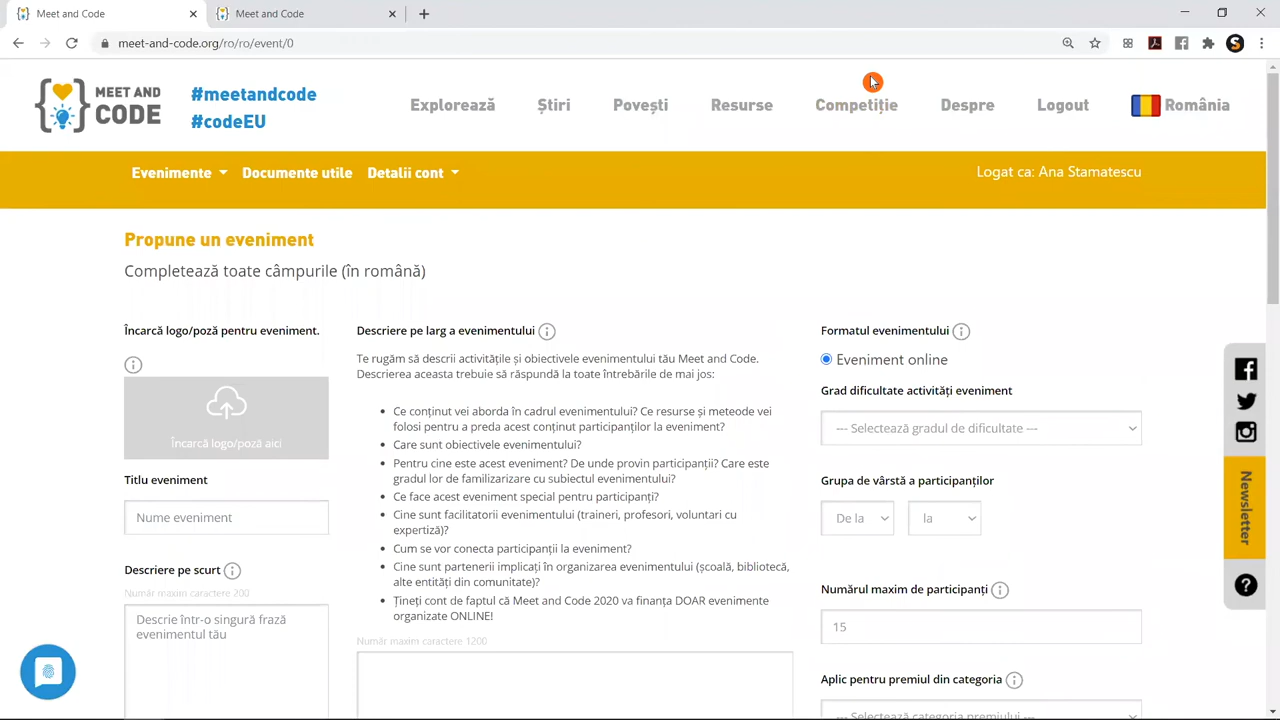 Meet and Code
Meet and Code
meet-and-code.org/ro/ro/event/0
S
MEET AND
CODE
#meetandcode
#codeEU
Explorează
Știri
Povești
Resurse
Competiție
Despre
Logout
România
Evenimente
Documente utile
Detalii cont
Logat ca: Ana Stamatescu
Propune un eveniment
Completează toate câmpurile (în română)
Încarcă logo/poză pentru eveniment.
Încarcă logo/poză aici
Titlu eveniment
Nume eveniment
Descriere pe scurt
Număr maxim caractere 200
Descrie într-o singură frază
evenimentul tău
Descriere pe larg a evenimentului
Te rugăm să descrii activitățile și obiectivele evenimentului tău Meet and Code.
Descrierea aceasta trebuie să răspundă la toate întrebările de mai jos:
Ce conținut vei aborda în cadrul evenimentului? Ce resurse și meteode vei
folosi pentru a preda acest conținut participanților la eveniment?
Care sunt obiectivele evenimentului?
Pentru cine este acest eveniment? De unde provin participanții? Care este
gradul lor de familizarizare cu subiectul evenimentului?
Ce face acest eveniment special pentru participanți?
Cine sunt facilitatorii evenimentului (traineri, profesori, voluntari cu
expertiză)?
Cum se vor conecta participanții la eveniment?
Cine sunt partenerii implicați în organizarea evenimentului (școală, bibliotecă,
alte entități din comunitate)?
Țineți cont de faptul că Meet and Code 2020 va finanța DOAR evenimente
organizate ONLINE!
Număr maxim caractere 1200
Formatul evenimentului
Eveniment online
Grad dificultate activități eveniment
--- Selectează gradul de dificultate ---
Grupa de vârstă a participanților
De la
la
Numărul maxim de participanți
15
Aplic pentru premiul din categoria
--- Selectează categoria premiului ---
Newsletter